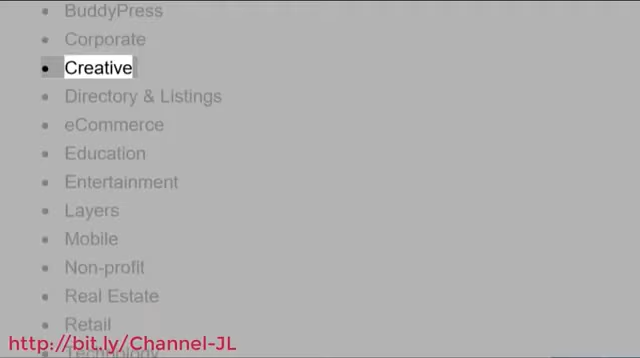 BuddyPress
Corporate
Creative
Directory & Listings
eCommerce
Education
Entertainment
Layers
Mobile
Non-profit
Real Estate
Retail
http://bit.ly/Channel-JL
Technology